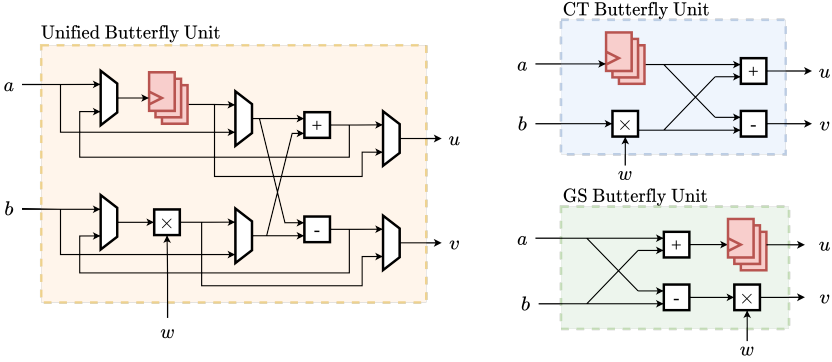 Unified Butterfly Unit
a
b
+
×
-
w
u
v
CT Butterfly Unit
a
b
+
×
-
w
u
v
GS Butterfly Unit
a
b
+
-
×
w
u
v